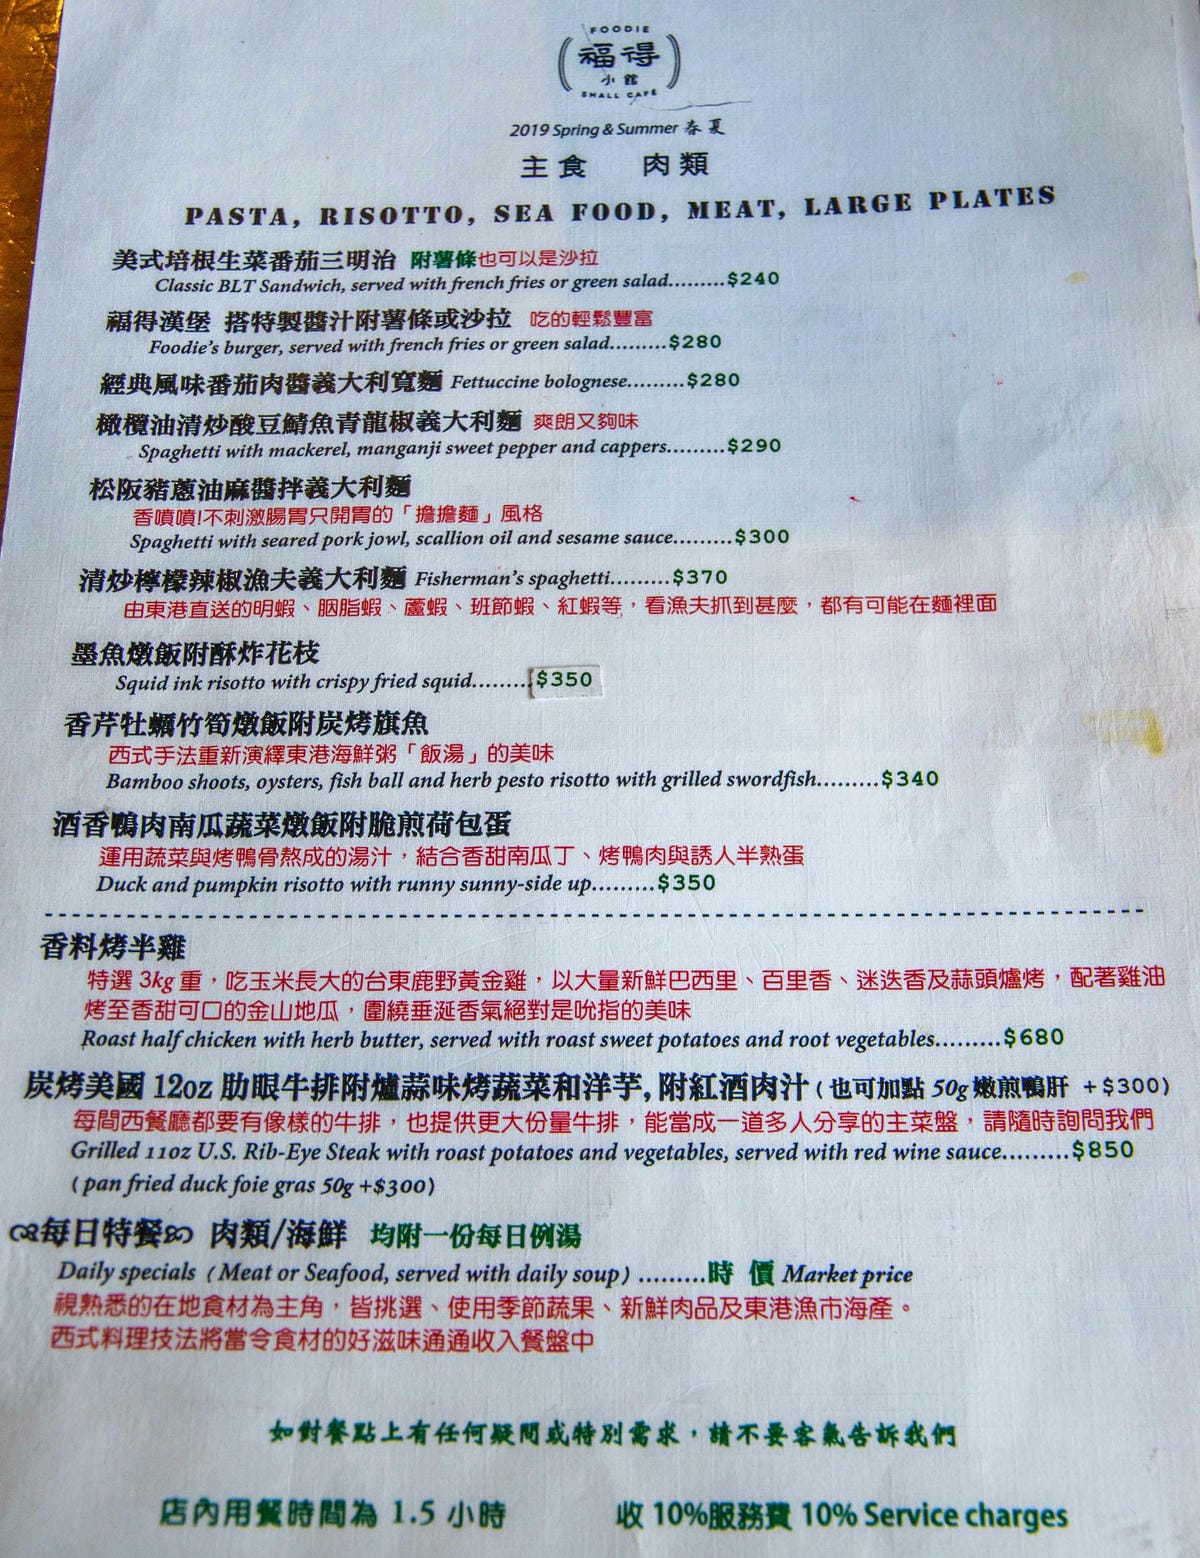 FOODIE
福得
小館
SMALL CAFÉ
2019 Spring & Summer 春夏
主食 肉類
PASTA, RISOTTO, SEA FOOD, MEAT, LARGE PLATES
美式培根生菜番茄三明治 附薯條也可以是沙拉
Classic BLT Sandwich, served with french fries or green salad.........$240
福得漢堡 搭特製醬汁附薯條或沙拉 吃的輕鬆豐富
Foodie's burger, served with french fries or green salad.........$280
經典風味番茄肉醬義大利寬麵 Fettuccine bolognese.........$280
橄欖油清炒酸豆鯖魚青龍椒義大利麵 爽朗又夠味
Spaghetti with mackerel, manganji sweet pepper and cappers.........$290
松阪豬蔥油麻醬拌義大利麵
香噴噴!不刺激腸胃只開胃的「擔擔麵」風格
Spaghetti with seared pork jowl, scallion oil and sesame sauce.........$300
清炒檸檬辣椒漁夫義大利麵 Fisherman's spaghetti.........$370
由東港直送的明蝦、胭脂蝦、蘆蝦、班節蝦、紅蝦等，看漁夫抓到甚麼，都有可能在麵裡面
墨魚燉飯附酥炸花枝
Squid ink risotto with crispy fried squid.........$350
香芹牡蠣竹筍燉飯附炭烤旗魚
西式手法重新演繹東港海鮮粥「飯湯」的美味
Bamboo shoots, oysters, fish ball and herb pesto risotto with grilled swordfish.........$340
酒香鴨肉南瓜蔬菜燉飯附脆煎荷包蛋
運用蔬菜與烤鴨骨熬成的湯汁，結合香甜南瓜丁、烤鴨肉與誘人半熟蛋
Duck and pumpkin risotto with runny sunny-side up.........$350
香料烤半雞
特選 3kg 重，吃玉米長大的台東鹿野黃金雞，以大量新鮮巴西里、百里香、迷迭香及蒜頭爐烤，配著雞油
烤至香甜可口的金山地瓜，圍繞垂涎香氣絕對是吮指的美味
Roast half chicken with herb butter, served with roast sweet potatoes and root vegetables.........$680
炭烤美國 12oz 肋眼牛排附爐蒜味烤蔬菜和洋芋, 附紅酒肉汁 (也可加點 50g 嫩煎鴨肝 +$300)
每間西餐廳都要有像樣的牛排，也提供更大份量牛排，能當成一道多人分享的主菜盤，請隨時詢問我們
Grilled 11oz U.S. Rib-Eye Steak with roast potatoes and vegetables, served with red wine sauce.........$850
(pan fried duck foie gras 50g +$300)
每日特餐 肉類/海鮮 均附一份每日例湯
Daily specials (Meat or Seafood, served with daily soup) .........時 價 Market price
視熟悉的在地食材為主角，皆挑選、使用季節蔬果、新鮮肉品及東港漁市海產。
西式料理技法將當令食材的好滋味通通收入餐盤中
如對餐點上有任何疑問或特別需求，請不要客氣告訴我們
店內用餐時間為 1.5 小時 收 10%服務費 10% Service charges